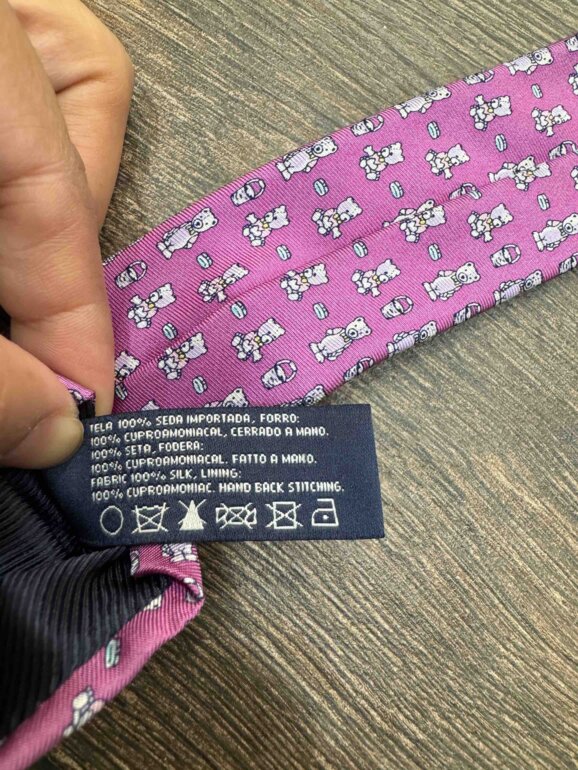 TELA 100% SEDA IMPORTADA, FORRO:
100% CUPROAMONIACAL, CERRADO A MANO.
100% SETA, FODERA:
100% CUPROAMONIACAL. FATTO A MANO.
FABRIC 100% SILK, LINING:
100% CUPROAMONIAC. HAND BACK STITCHING.